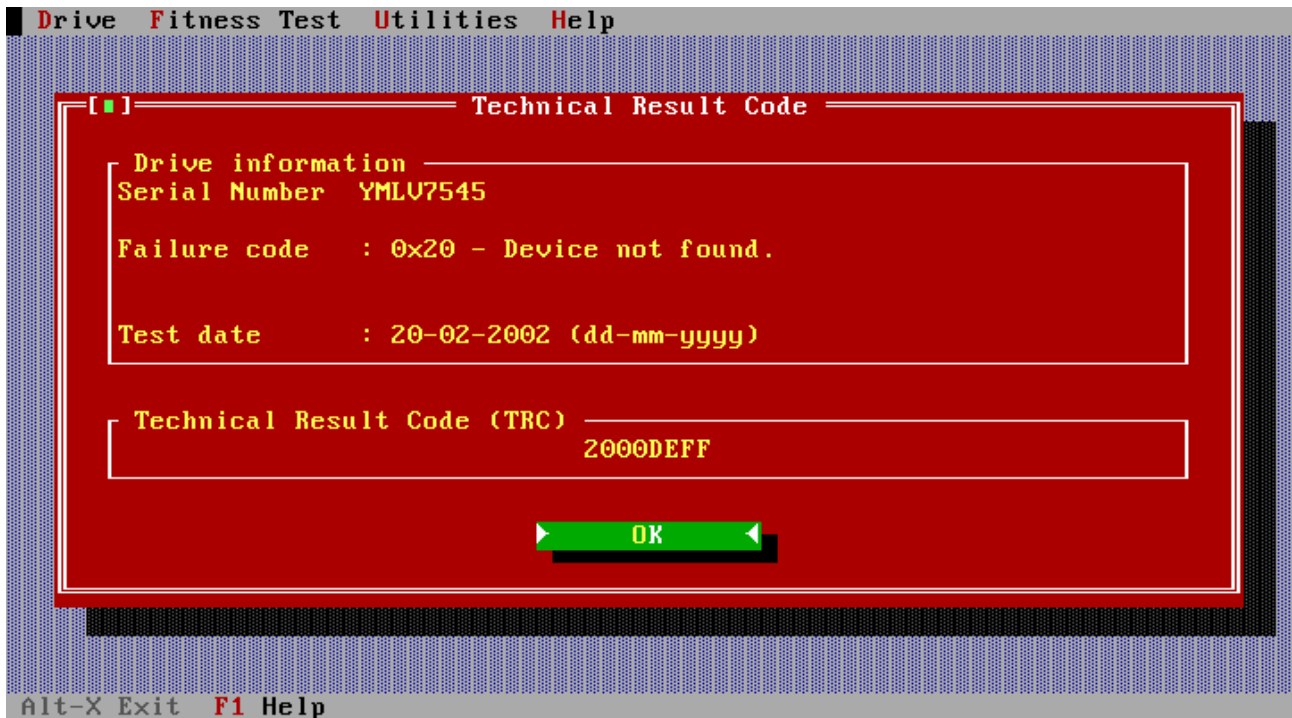 Drive Fitness Test Utilities Help
Technical Result Code
Drive information
Serial Number YMLV7545
Failure code : 0x20 - Device not found.
Test date : 20-02-2002 (dd-mm-yyyy)
Technical Result Code (TRC)
2000DEFF
OK
Alt-X Exit F1 Help